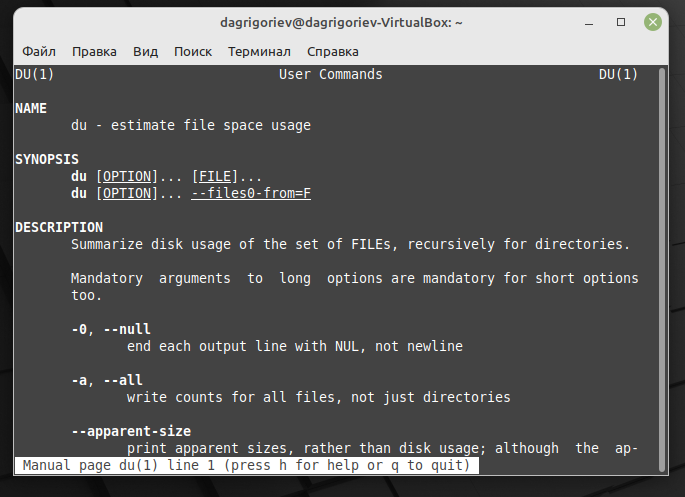 dagrigoriev@dagrigoriev-VirtualBox: ~
Файл Правка Вид Поиск Терминал Справка
DU(1) User Commands DU(1)
NAME
du - estimate file space usage
SYNOPSIS
du [OPTION]... [FILE]...
du [OPTION]... --files0-from=F
DESCRIPTION
Summarize disk usage of the set of FILEs, recursively for directories.
Mandatory arguments to long options are mandatory for short options
too.
-0, --null
end each output line with NUL, not newline
-a, --all
write counts for all files, not just directories
--apparent-size
print apparent sizes, rather than disk usage; although the ap-
Manual page du(1) line 1 (press h for help or q to quit)